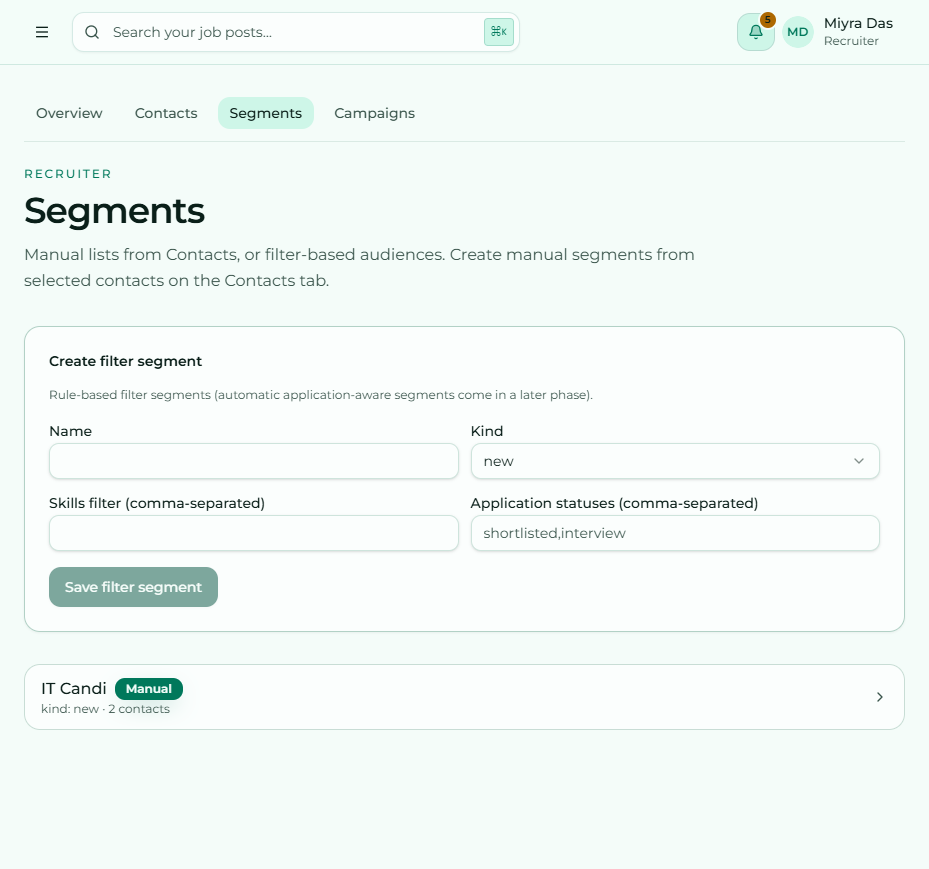 Search your job posts...
⌘K
5
MD
Miyra Das
Recruiter
Overview
Contacts
Segments
Campaigns
RECRUITER
Segments
Manual lists from Contacts, or filter-based audiences. Create manual segments from
selected contacts on the Contacts tab.
Create filter segment
Rule-based filter segments (automatic application-aware segments come in a later phase).
Name
Kind
new
Skills filter (comma-separated)
Application statuses (comma-separated)
shortlisted,interview
Save filter segment
IT Candi
Manual
kind: new · 2 contacts